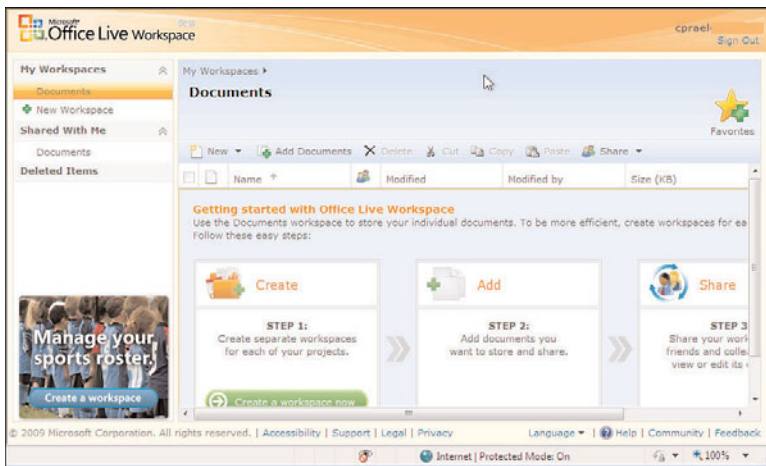 Microsoft®
Office Live Workspace
cprael
Sign Out
My Workspaces
Documents
New Workspace
Shared With Me
Documents
Deleted Items
Manage your
sports roster.
Create a workspace
My Workspaces
Documents
Favorites
New Add Documents Delete Cut Copy Paste Share
Name Modified Modified by Size (KB)
Getting started with Office Live Workspace
Use the Documents workspace to store your individual documents. To be more efficient, create workspaces for ea
Follow these easy steps:
Create
STEP 1:
Create separate workspaces
for each of your projects.
Create a workspace now
Add
STEP 2:
Add documents you
want to store and share.
Share
STEP 3
Share your work
friends and colle
view or edit its
© 2009 Microsoft Corporation. All rights reserved. | Accessibility | Support | Legal | Privacy
Language | Help | Community | Feedback
Internet | Protected Mode: On 100%